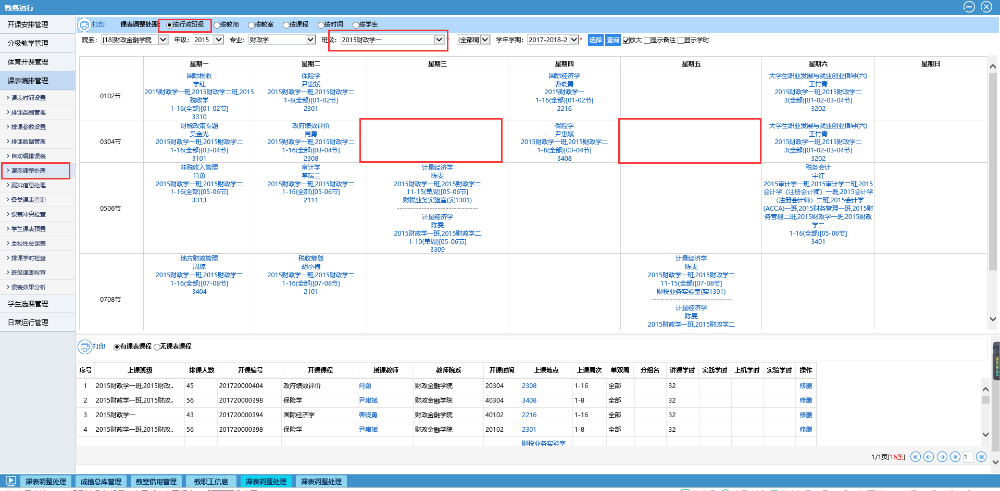 教务运行
开课安排管理
分级教学管理
体育开课管理
课表编排管理
课表时间设置
排课类别管理
排课参数设置
排课数据管理
自动编排课表
课表调整处理
漏排信息处理
各类课表查询
课表冲突检查
学生课表预置
全校性总课表
排课学时检查
班级课表检查
课表效果分析
学生选课管理
日常运行管理
打印 课表调整处理: 按行政班级 按教师 按教室 按课程 按时间 按学生
院系: [18]财政金融学院 年级: 2015 专业: 财政学 班级: 2015财政学一 * (全部周 学年学期: 2017-2018-2 * 选择 查询 放大 显示备注 显示学时
星期一 星期二 星期三 星期四 星期五 星期六 星期日
0102节
国际税收
宇红
2015财政学一班,2015财政学二班,2015
税收学
1-16(全部)[01-02节]
3310
保险学
尹惠斌
2015财政学一班,2015财政学二
1-8(全部)[01-02节]
2301
国际经济学
曹晓勇
2015财政学一
1-16(全部)[01-02节]
2216
大学生职业发展与就业创业指导(六)
王竹青
2015财政学一班,2015财政学二
3(全部)[01-02-03-04节]
3202
0304节
财税政策专题
吴金光
2015财政学一班,2015财政学二
1-16(全部)[03-04节]
3101
政府绩效评价
肖勇
2015财政学一班,2015财政学二
1-16(全部)[03-04节]
2308
保险学
尹惠斌
2015财政学一班,2015财政学二
1-8(全部)[03-04节]
3408
大学生职业发展与就业创业指导(六)
王竹青
2015财政学一班,2015财政学二
3(全部)[01-02-03-04节]
3202
0506节
非税收入管理
肖勇
2015财政学一班,2015财政学二
1-16(全部)[05-06节]
3313
审计学
李瑞兰
2015财政学一班,2015财政学二
1-16(全部)[05-06节]
2111
计量经济学
陈雯
2015财政学一班,2015财政学二
11-15(单周)[05-06节]
财税业务实验室(实1301)
------------------------------
计量经济学
陈雯
2015财政学一班,2015财政学二
1-10(单周)[05-06节]
3309
税务会计
宇红
2015审计学一班,2015审计学二班,2015
会计学（注册会计师）一班,2015会计学
（注册会计师）二班,2015会计学
(ACCA)一班,2015财务管理一班,2015财
务管理二班,2015财政学一班,2015财政
学二
1-16(全部)[05-06节]
3401
0708节
地方财政管理
周琼
2015财政学一班,2015财政学二
1-16(全部)[07-08节]
3404
税收筹划
胡小梅
2015财政学一班,2015财政学二
1-16(全部)[07-08节]
2101
计量经济学
陈雯
2015财政学一班,2015财政学二
11-15(全部)[07-08节]
财税业务实验室(实1301)
------------------------------
计量经济学
陈雯
2015财政学一班,2015财政学二
打印 有课表课程 无课表课程
序号 上课班级 排课人数 开课编号 开课课程 授课教师 教师院系 开课时间 上课地点 上课周次 单双周 分组名 讲课学时 实践学时 上机学时 实验学时 操作
1 2015财政学一班,2015财政.. 45 201720000404 政府绩效评价 肖勇 财政金融学院 20304 2308 1-16 全部 32 修删
2 2015财政学一班,2015财政.. 56 201720000398 保险学 尹惠斌 财政金融学院 40304 3408 1-8 全部 32 修删
3 2015财政学一 43 201720000394 国际经济学 曹晓勇 财政金融学院 40102 2216 1-16 全部 32 修删
4 2015财政学一班,2015财政.. 56 201720000398 保险学 尹惠斌 财政金融学院 20102 2301 1-8 全部 32 修删
财税业务实验室
1/1页[16条] 1
课表调整处理 成绩总库管理 教室借用管理 教职工信息 课表调整处理 课表调整处理